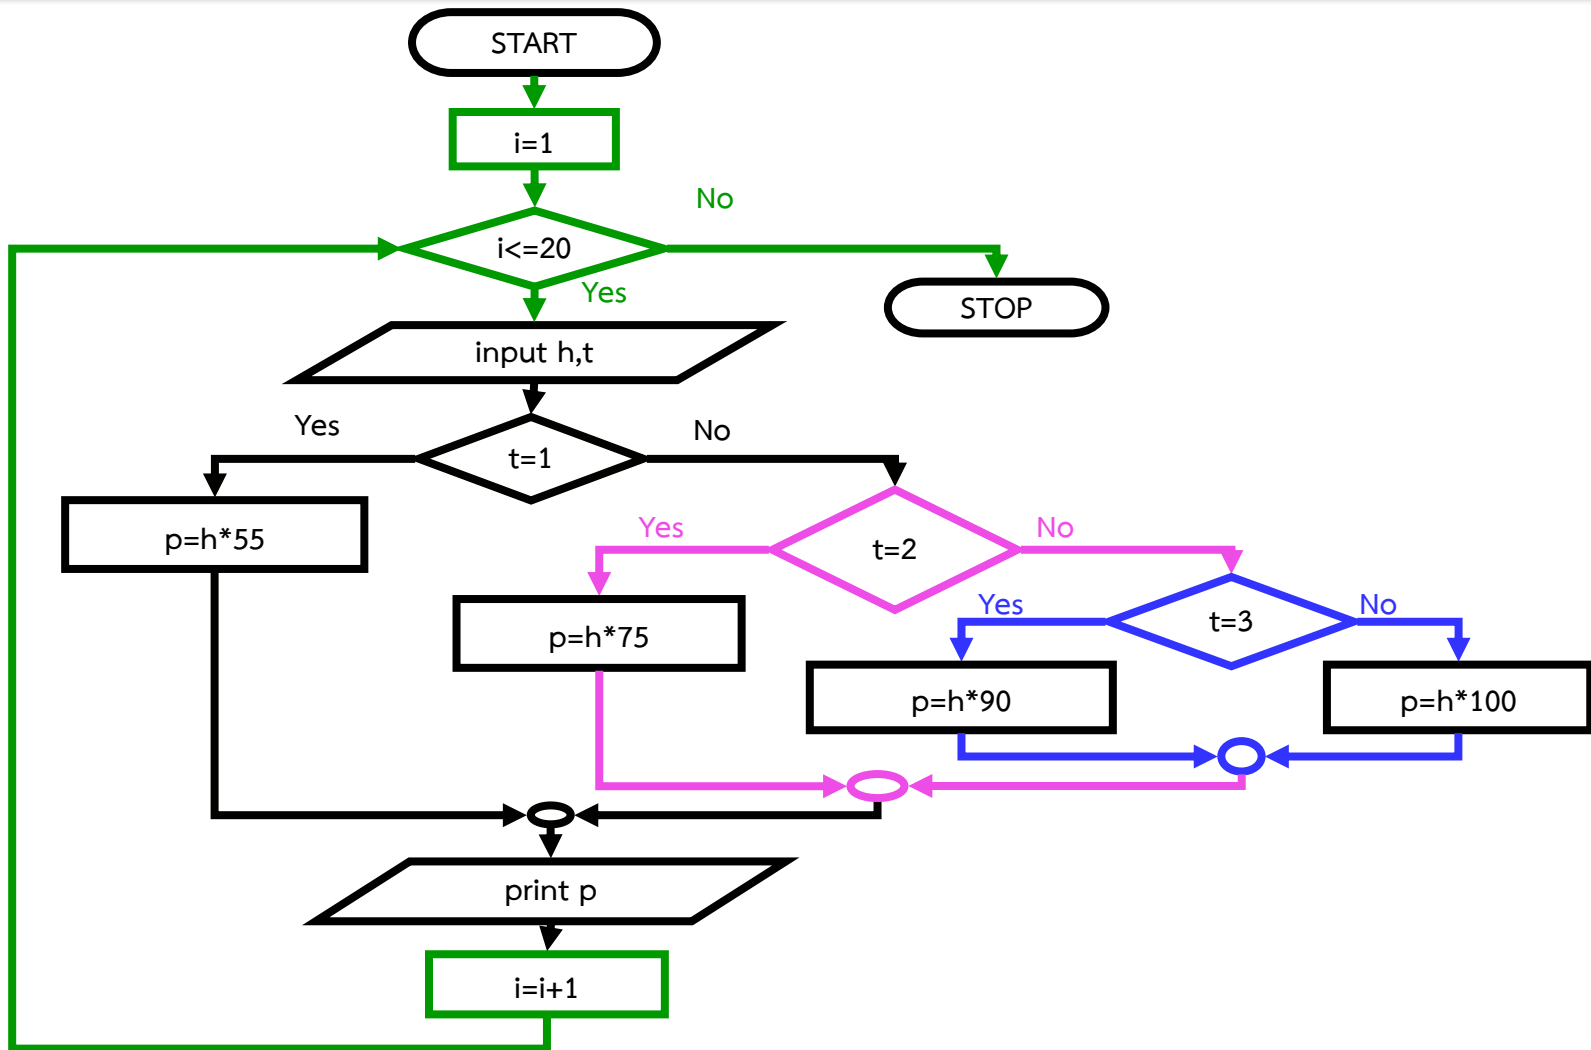 START
i=1
No
i<=20
Yes
STOP
input h,t
Yes
No
t=1
p=h*55
Yes
No
t=2
Yes
No
t=3
p=h*75
p=h*90
p=h*100
print p
i=i+1